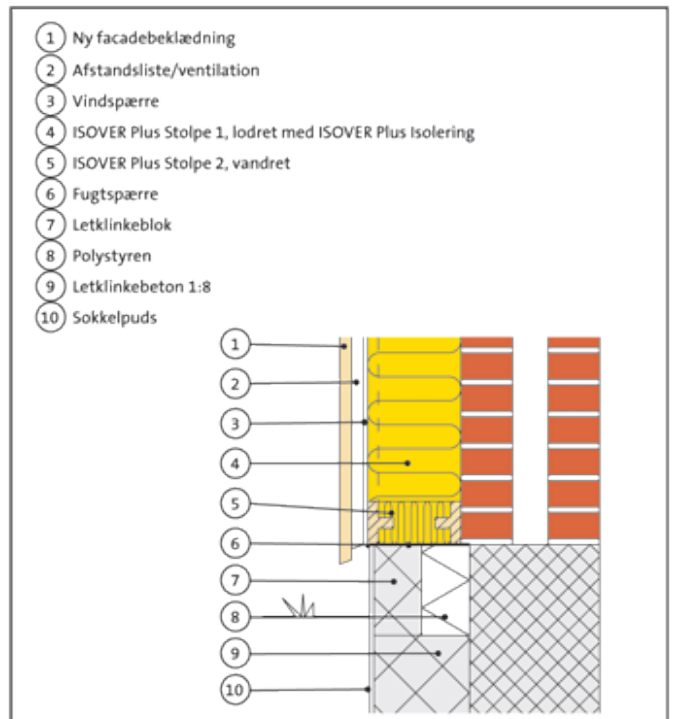 1 Ny facadebeklædning
2 Afstandsliste/ventilation
3 Vindspærre
4 ISOVER Plus Stolpe 1, lodret med ISOVER Plus Isolering
5 ISOVER Plus Stolpe 2, vandret
6 Fugtspærre
7 Letklinkeblok
8 Polystyren
9 Letklinkebeton 1:8
10 Sokkelpuds
1
2
3
4
5
6
7
8
9
10